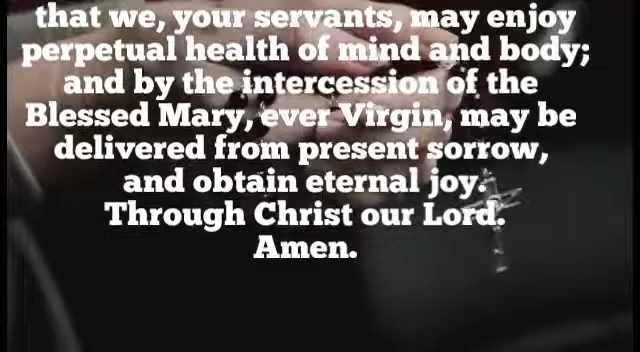 that we, your servants, may enjoy
perpetual health of mind and body;
and by the intercession of the
Blessed Mary, ever Virgin, may be
delivered from present sorrow,
and obtain eternal joy.
Through Christ our Lord.
Amen.